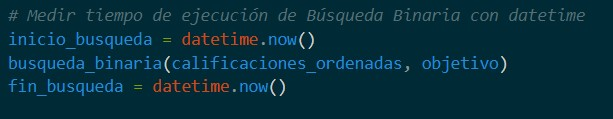 # Medir tiempo de ejecución de Búsqueda Binaria con datetime
inicio_busqueda = datetime.now()
busqueda_binaria(calificaciones_ordenadas, objetivo)
fin_busqueda = datetime.now()